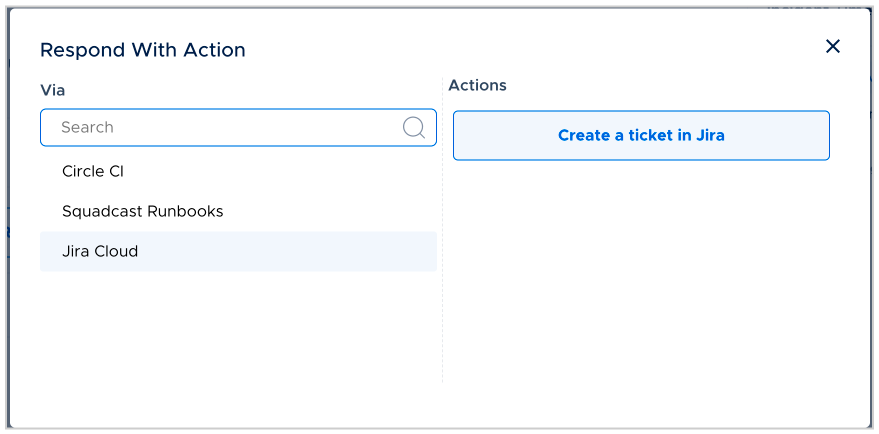 Respond With Action
Via
Search
Circle CI
Squadcast Runbooks
Jira Cloud
Actions
Create a ticket in Jira